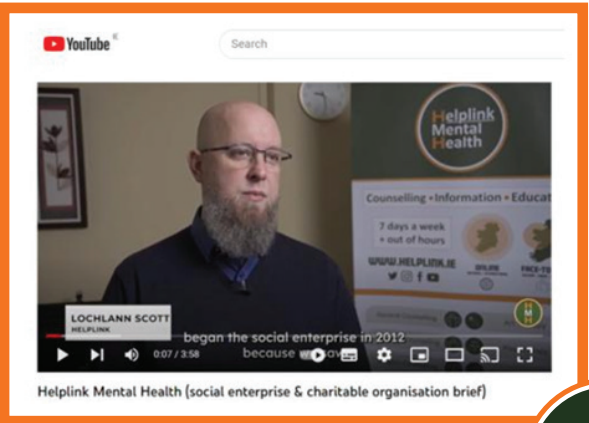 YouTube IE
Search
Helplink
Mental
Health
Counselling • Information • Educat
7 days a week
+ out of hours
WWW.HELPLINK.IE
ONLINE
FACE-TO
LOCHLANN SCOTT
HELPLINK
began the social enterprise in 2012
because we saw
0:07 / 3:58
Helplink Mental Health (social enterprise & charitable organisation brief)